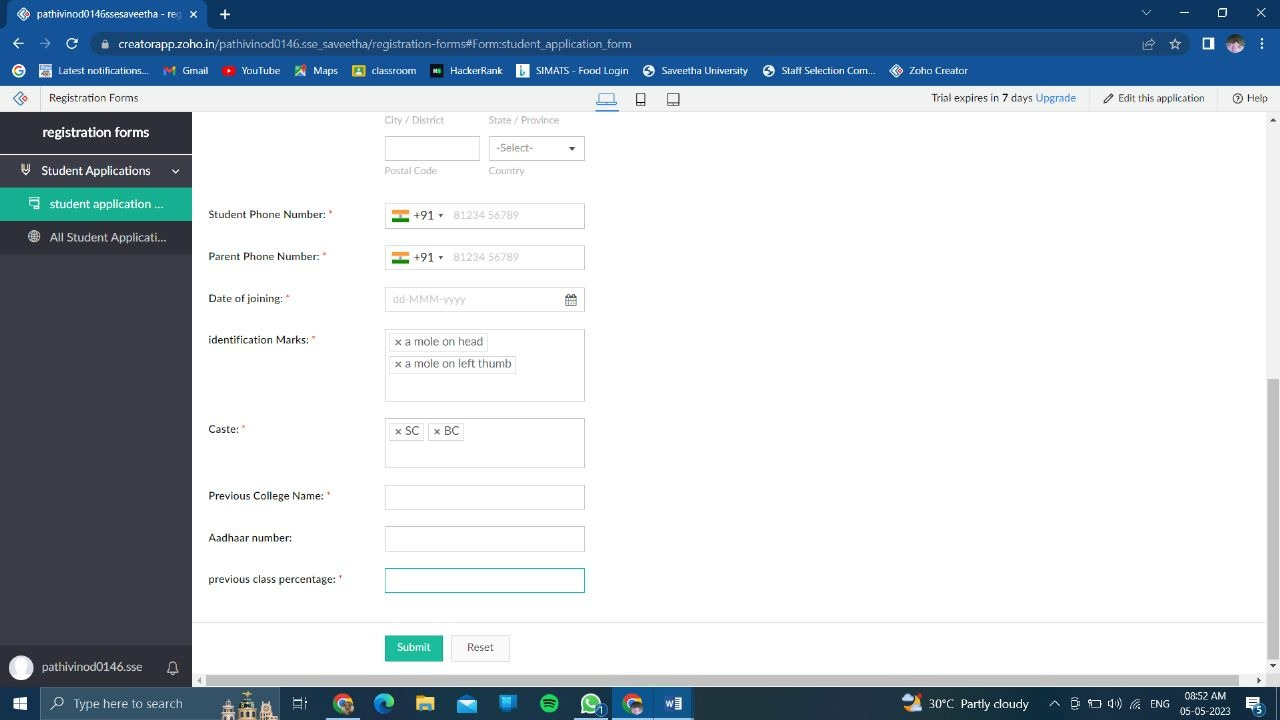 pathivinod0146ssesaveetha - reg
creatorapp.zoho.in/pathivinod0146.sse_saveetha/registration-forms#Form:student_application_form
Latest notifications... Gmail YouTube Maps classroom HackerRank SIMATS - Food Login Saveetha University Staff Selection Com... Zoho Creator
Registration Forms Trial expires in 7 days Upgrade Edit this application Help
registration forms
Student Applications
student application ...
All Student Applicati...
City / District State / Province
-Select-
Postal Code Country
Student Phone Number: * +91 81234 56789
Parent Phone Number: * +91 81234 56789
Date of joining: * dd-MMM-yyyy
identification Marks: * × a mole on head
× a mole on left thumb
Caste: * × SC × BC
Previous College Name: *
Aadhaar number:
previous class percentage: *
Submit Reset
pathivinod0146.sse
Type here to search 1 30°C Partly cloudy ENG 08:52 AM
05-05-2023 5